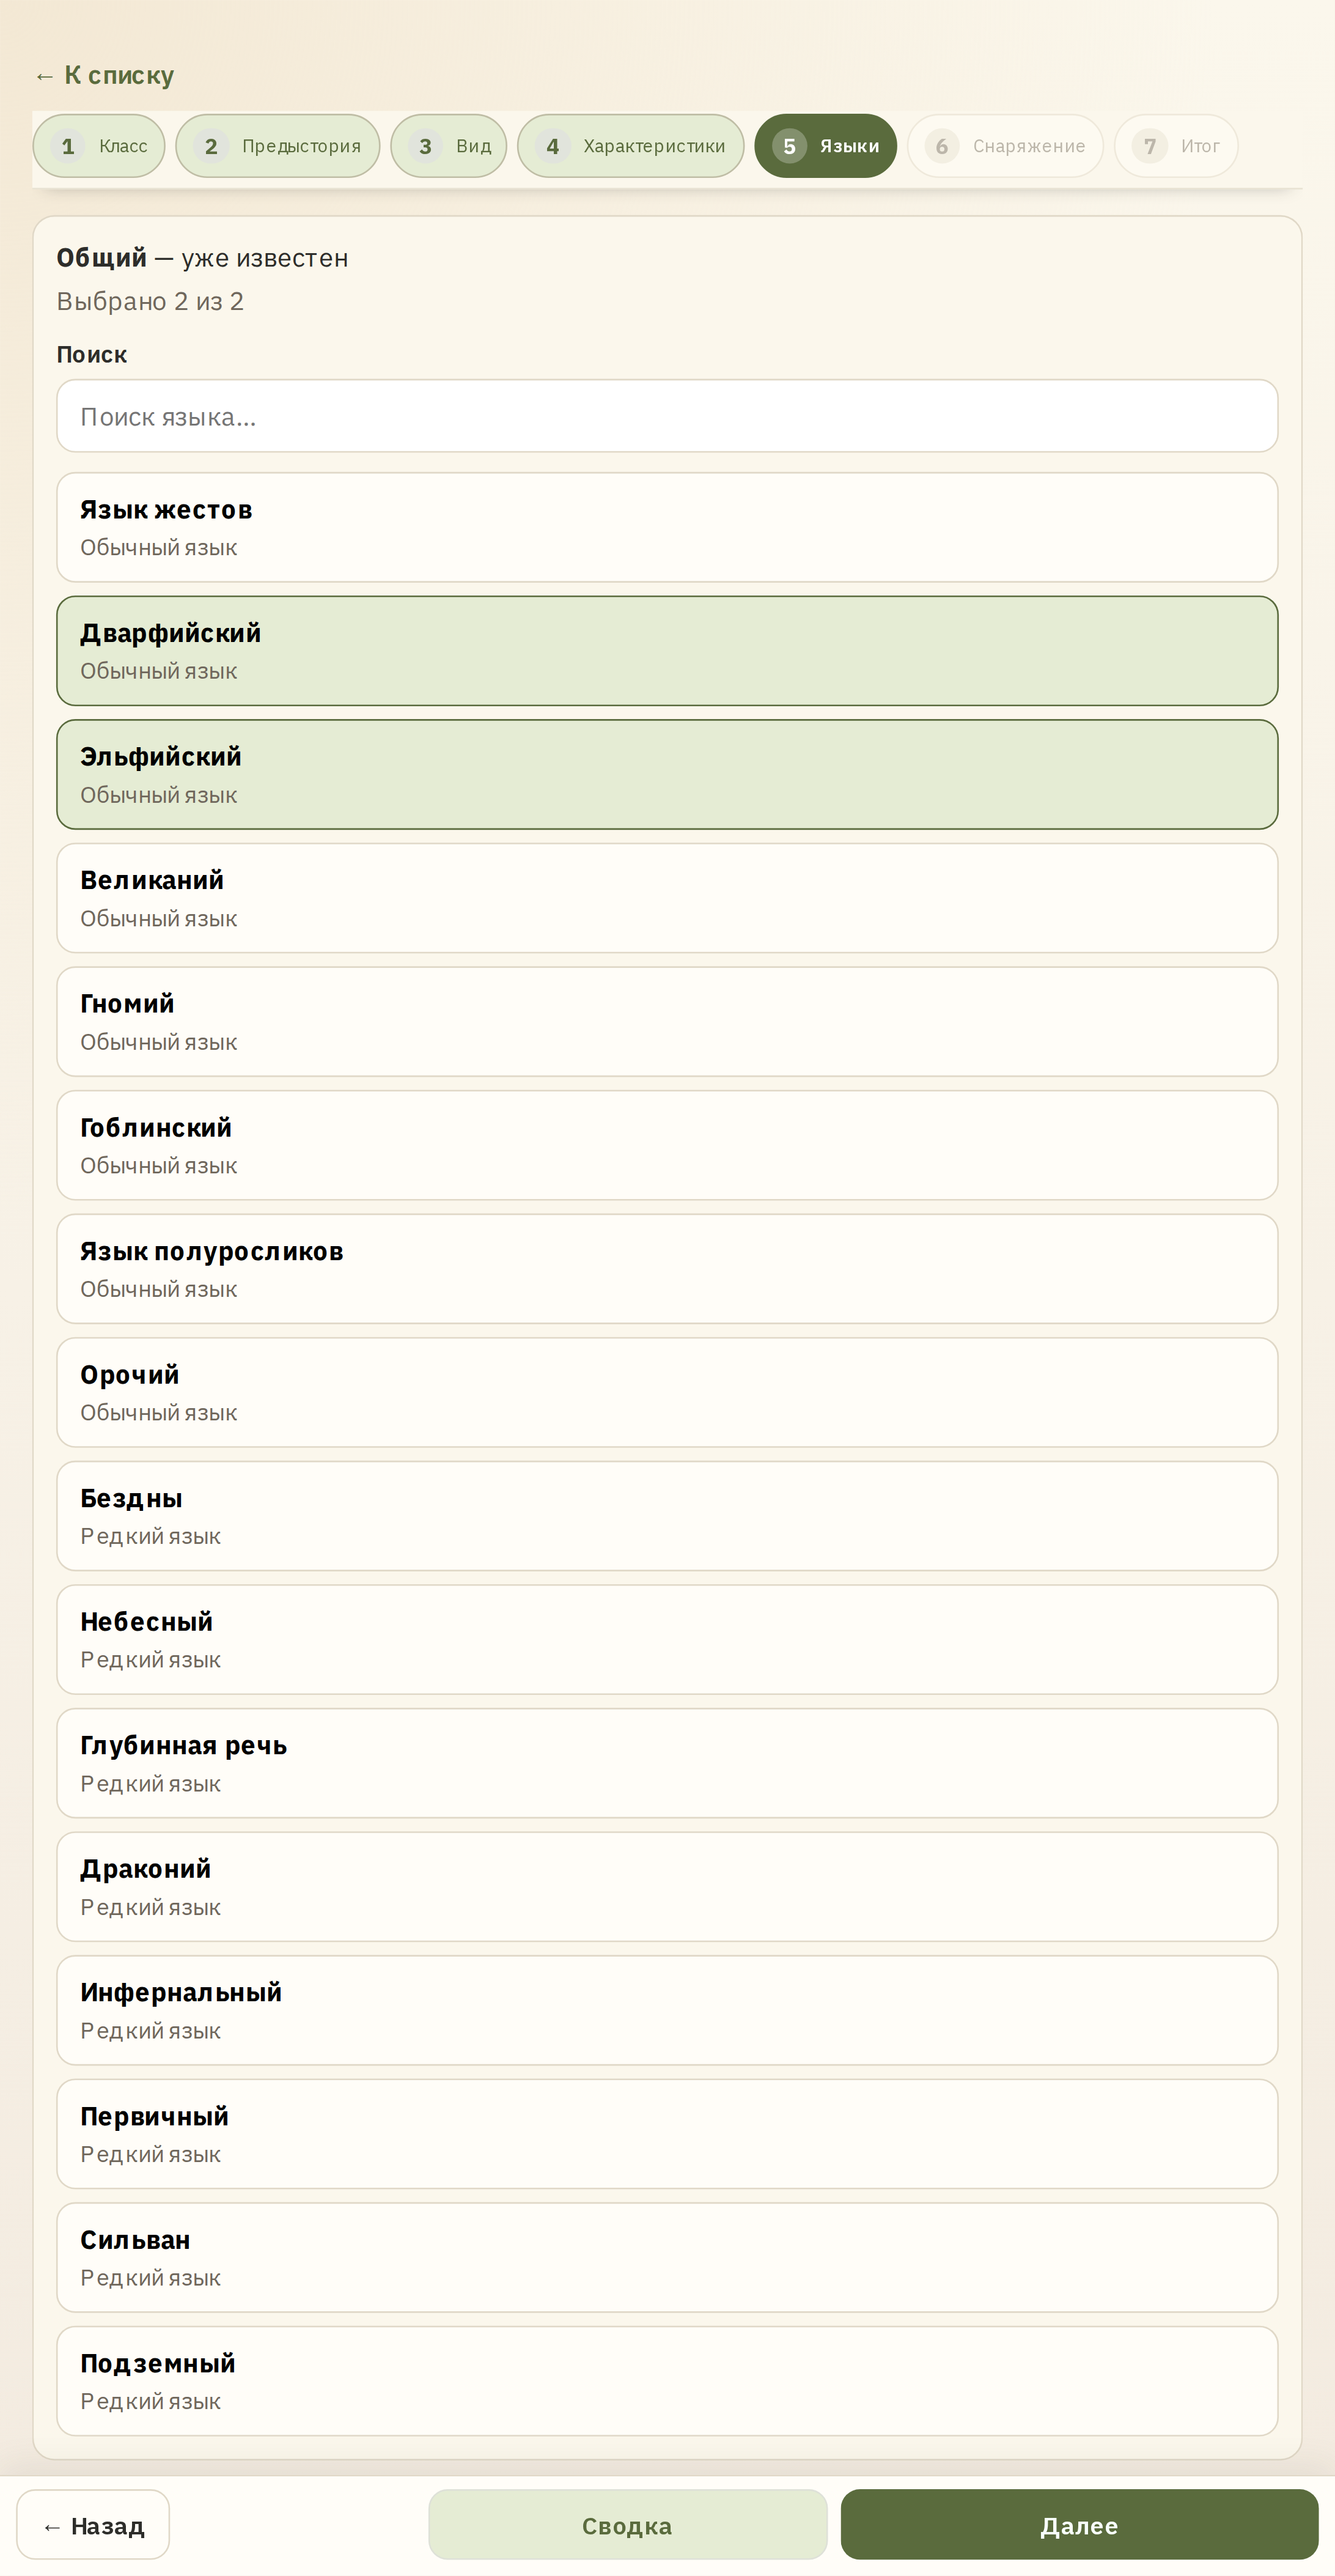 ← К списку
1 Класс 2 Предыстория 3 Вид 4 Характеристики 5 Языки 6 Снаряжение 7 Итог
Общий — уже известен
Выбрано 2 из 2
Поиск
Поиск языка...
Язык жестов
Обычный язык
Дварфийский
Обычный язык
Эльфийский
Обычный язык
Великаний
Обычный язык
Гномий
Обычный язык
Гоблинский
Обычный язык
Язык полуросликов
Обычный язык
Орочий
Обычный язык
Бездны
Редкий язык
Небесный
Редкий язык
Глубинная речь
Редкий язык
Драконий
Редкий язык
Инфернальный
Редкий язык
Первичный
Редкий язык
Сильван
Редкий язык
Подземный
Редкий язык
← Назад Сводка Далее